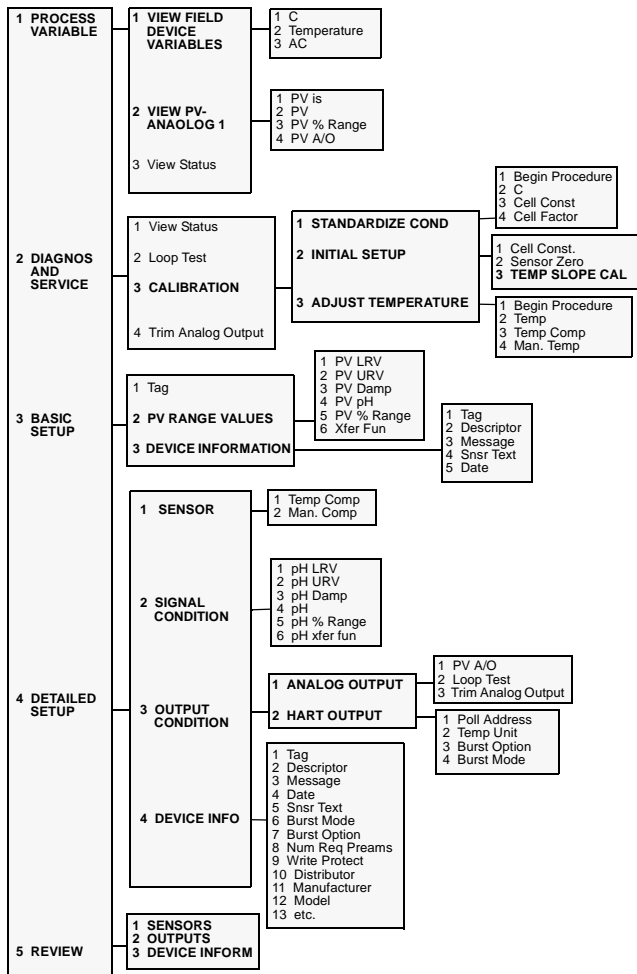 1 PROCESS
VARIABLE
1 VIEW FIELD
DEVICE
VARIABLES
1 C
2 Temperature
3 AC
2 VIEW PV-
ANAOLOG 1
1 PV is
2 PV
3 PV % Range
4 PV A/O
3 View Status
2 DIAGNOS
AND
SERVICE
1 View Status
2 Loop Test
3 CALIBRATION
4 Trim Analog Output
1 STANDARDIZE COND
2 INITIAL SETUP
3 ADJUST TEMPERATURE
1 Begin Procedure
2 C
3 Cell Const
4 Cell Factor
1 Cell Const.
2 Sensor Zero
3 TEMP SLOPE CAL
1 Begin Procedure
2 Temp
3 Temp Comp
4 Man. Temp
3 BASIC
SETUP
1 Tag
2 PV RANGE VALUES
3 DEVICE INFORMATION
1 PV LRV
2 PV URV
3 PV Damp
4 PV pH
5 PV % Range
6 Xfer Fun
1 Tag
2 Descriptor
3 Message
4 Snsr Text
5 Date
4 DETAILED
SETUP
1 SENSOR
1 Temp Comp
2 Man. Comp
2 SIGNAL
CONDITION
1 pH LRV
2 pH URV
3 pH Damp
4 pH
5 pH % Range
6 pH xfer fun
3 OUTPUT
CONDITION
1 ANALOG OUTPUT
2 HART OUTPUT
1 PV A/O
2 Loop Test
3 Trim Analog Output
1 Poll Address
2 Temp Unit
3 Burst Option
4 Burst Mode
4 DEVICE INFO
1 Tag
2 Descriptor
3 Message
4 Date
5 Snsr Text
6 Burst Mode
7 Burst Option
8 Num Req Preams
9 Write Protect
10 Distributor
11 Manufacturer
12 Model
13 etc.
5 REVIEW
1 SENSORS
2 OUTPUTS
3 DEVICE INFORM